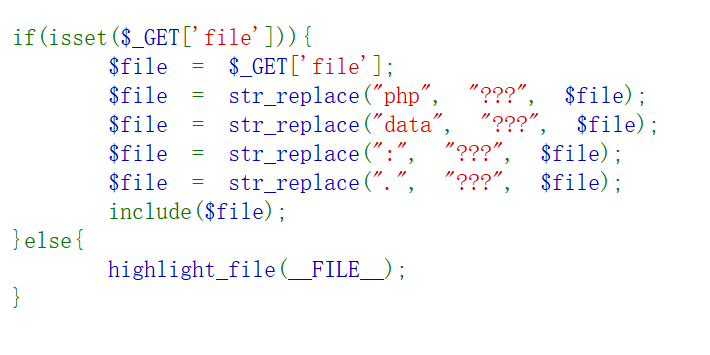 if(isset($_GET['file'])){
        $file = $_GET['file'];
        $file = str_replace("php", "???", $file);
        $file = str_replace("data", "???", $file);
        $file = str_replace(":", "???", $file);
        $file = str_replace(".", "???", $file);
        include($file);
}else{
        highlight_file(__FILE__);
}